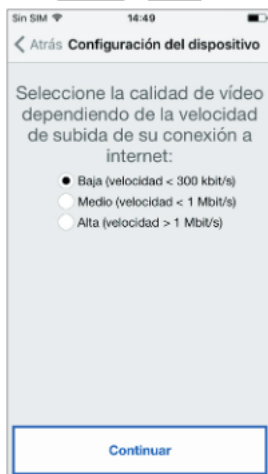 Sin SIM 14:49
Atrás Configuración del dispositivo
Seleccione la calidad de vídeo
dependiendo de la velocidad
de subida de su conexión a
internet:
Baja (velocidad < 300 kbit/s)
Medio (velocidad < 1 Mbit/s)
Alta (velocidad > 1 Mbit/s)
Continuar